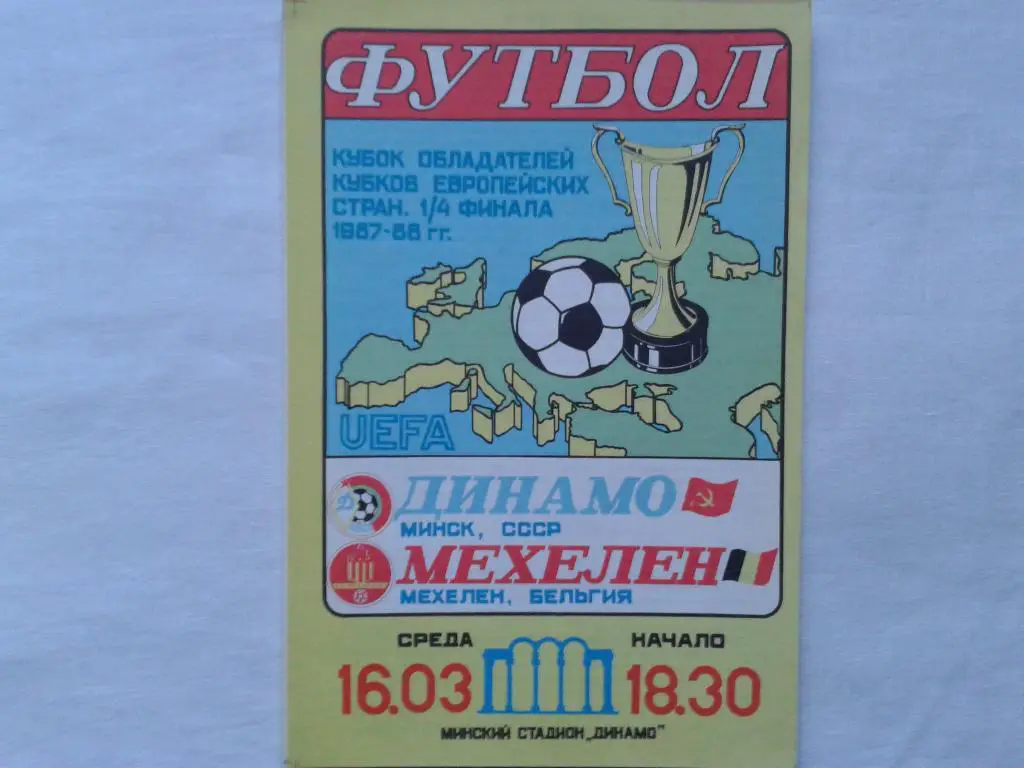 ФУТБОЛ
КУБОК ОБЛАДАТЕЛЕЙ
КУБКОВ ЕВРОПЕЙСКИХ
СТРАН. 1/4 ФИНАЛА
1987-88 гг.
UEFA
Д
ДИНАМО
МИНСК, СССР
МЕХЕЛЕН
МЕХЕЛЕН, БЕЛЬГИЯ
СРЕДА
НАЧАЛО
16.03
18.30
МИНСКИЙ СТАДИОН „ДИНАМО"